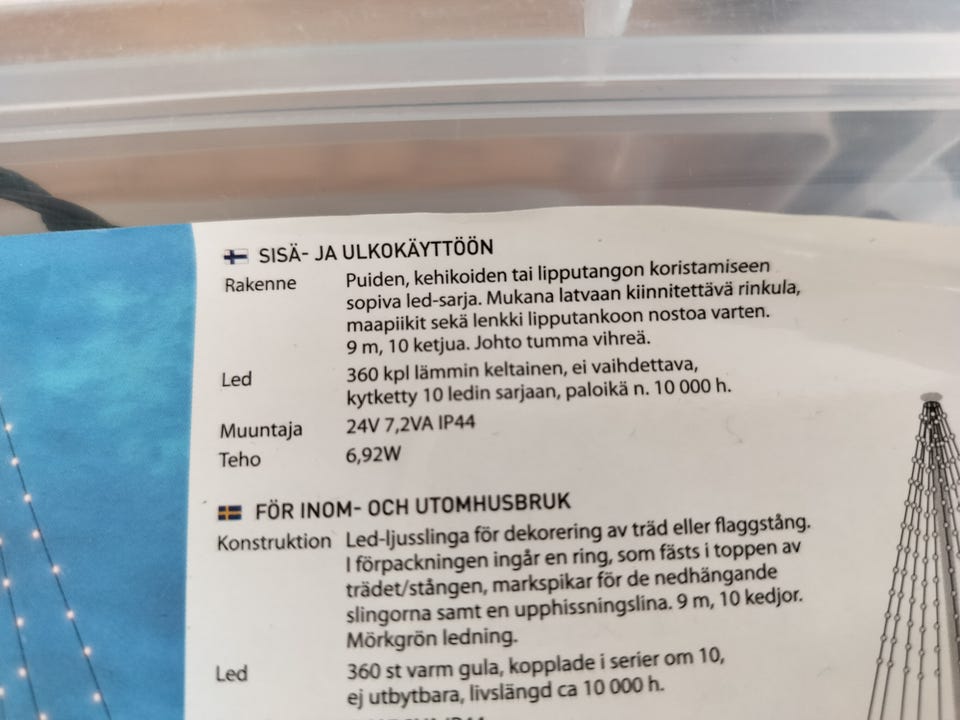 SISÄ- JA ULKOKÄYTTÖÖN
Rakenne Puiden, kehikoiden tai lipputangon koristamiseen
sopiva led-sarja. Mukana latvaan kiinnitettävä rinkula,
maapiikit sekä lenkki lipputankoon nostoa varten.
9 m, 10 ketjua. Johto tumma vihreä.
Led 360 kpl lämmin keltainen, ei vaihdettava,
kytketty 10 ledin sarjaan, paloikä n. 10 000 h.
Muuntaja 24V 7,2VA IP44
Teho 6,92W
FÖR INOM- OCH UTOMHUSBRUK
Konstruktion Led-ljusslinga för dekorering av träd eller flaggstång.
I förpackningen ingår en ring, som fästs i toppen av
trädet/stången, markspikar för de nedhängande
slingorna samt en upphissningslina. 9 m, 10 kedjor.
Mörkgrön ledning.
Led 360 st varm gula, kopplade i serier om 10,
ej utbytbara, livslängd ca 10 000 h.